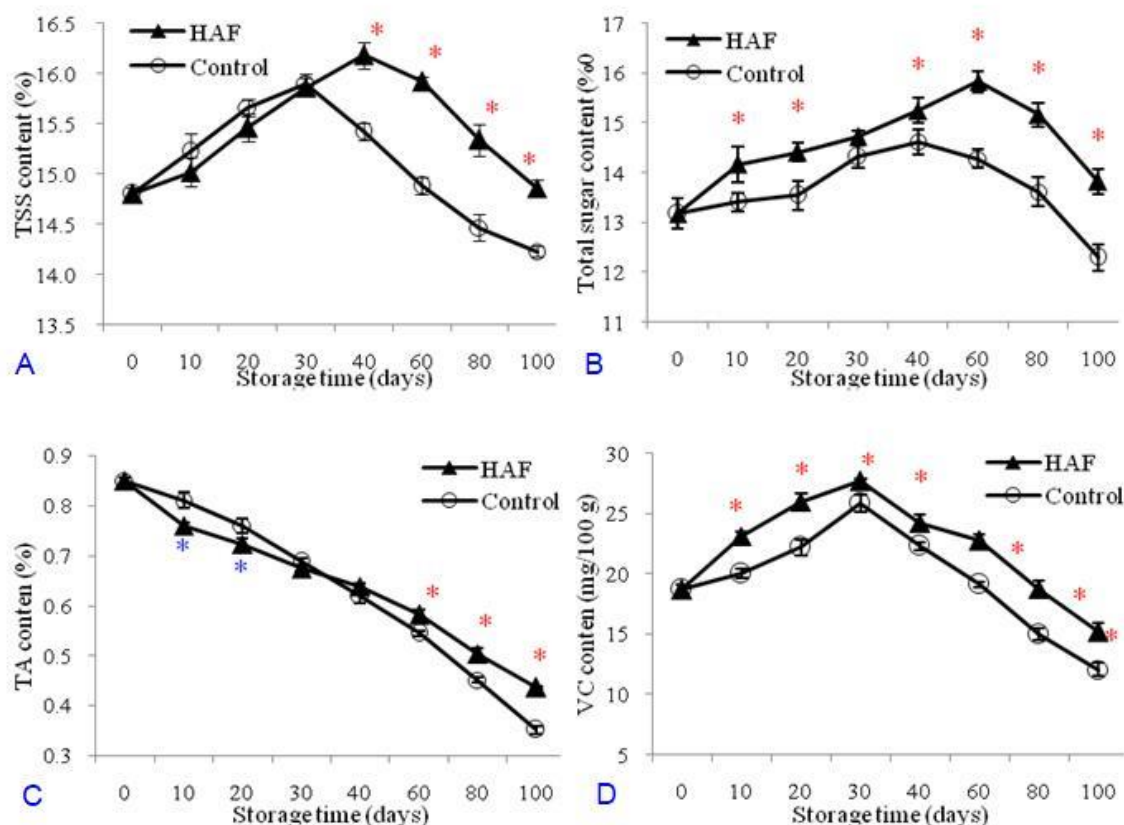 16.5
16.0
15.5
15.0
14.5
14.0
13.5
TSS content (%)
HAF
Control
*
*
*
*
0 10 20 30 40 60 80 100
Storage time (days)
A
17
16
15
14
13
12
11
Total sugar content (%0
HAF
Control
*
*
*
*
*
*
0 10 20 30 40 60 80 100
Storage time (days)
B
0.9
0.8
0.7
0.6
0.5
0.4
0.3
TA conten (%)
HAF
Control
*
*
*
*
*
0 10 20 30 40 60 80 100
Storage time (days)
C
30
25
20
15
10
5
VC conten (mg/100 g)
HAF
Control
*
*
*
*
*
*
*
0 10 20 30 40 60 80 100
Storage time (days)
D